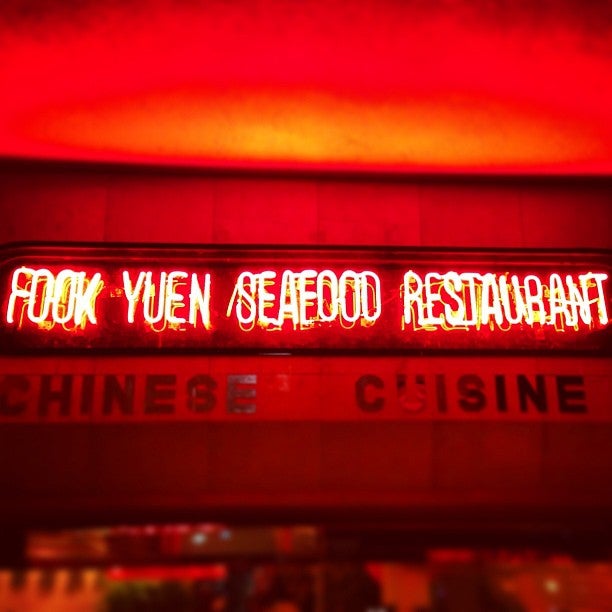 FOOK YUEN SEAFOOD RESTAURANT
CHINESE CUISINE